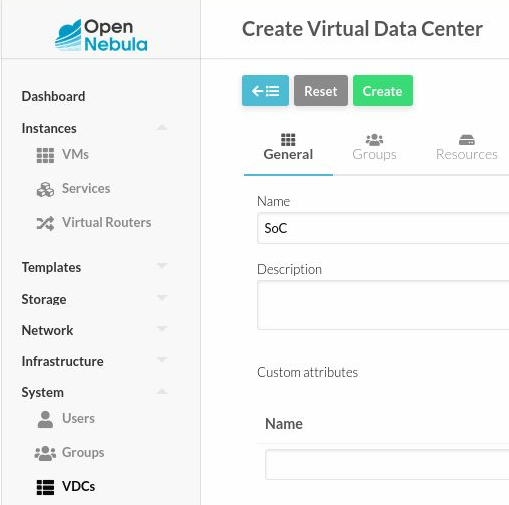 Open
Nebula
Create Virtual Data Center
Reset
Create
Dashboard
Instances
VMs
Services
Virtual Routers
Templates
Storage
Network
Infrastructure
System
Users
Groups
VDCs
General
Groups
Resources
Name
SoC
Description
Custom attributes
Name